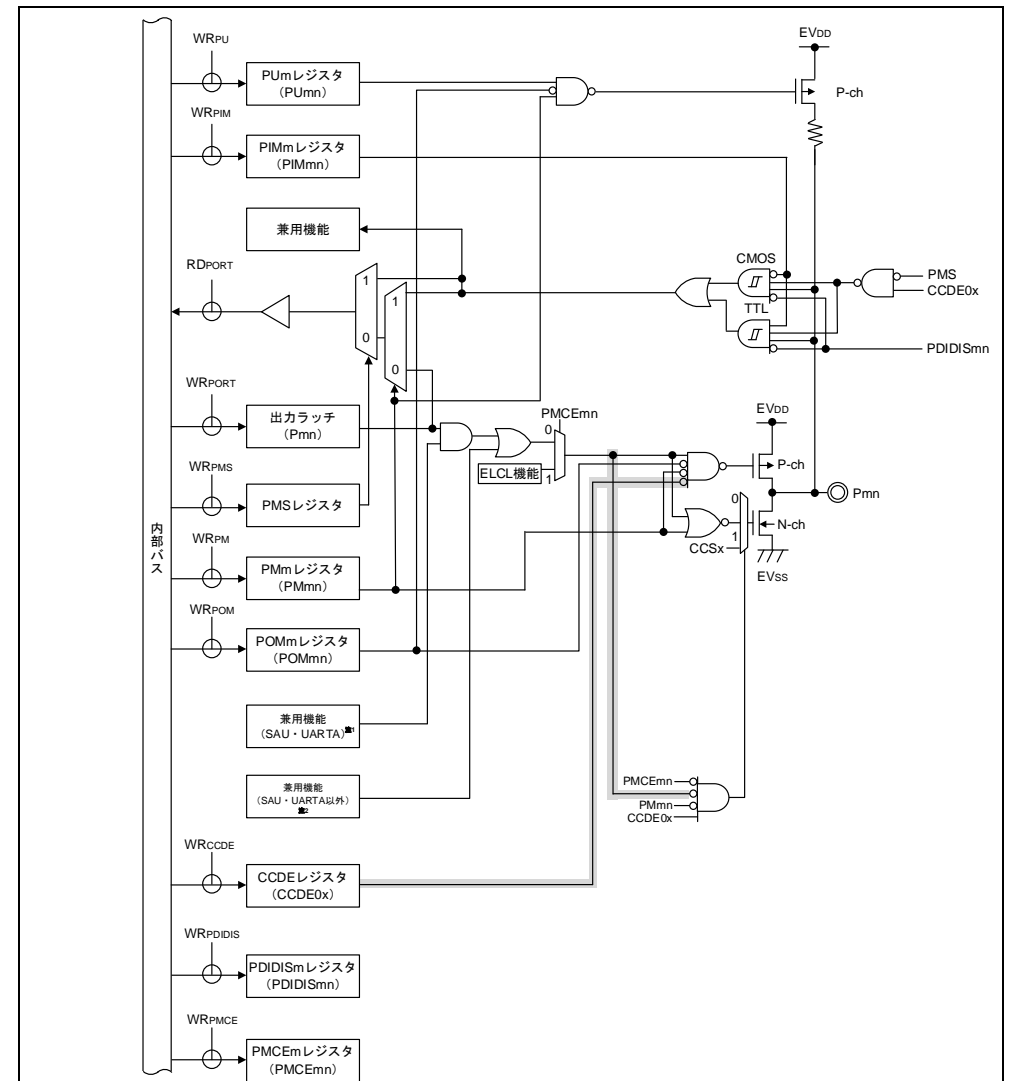 WRPU
EVDD
PUmレジスタ
(PUmn)
P-ch
WRPIM
PIMmレジスタ
(PIMmn)
兼用機能
RDPORT
CMOS
TTL
PMS
CCDE0x
PDIDISmn
1
1
0
0
WRPORT
出力ラッチ
(Pmn)
PMCEmn
0
1
ELCL機能
EVDD
P-ch
Pmn
WRPMS
PMSレジスタ
0
1
N-ch
CCSx
EVSS
内部バス
WRPM
PMmレジスタ
(PMmn)
WRPOM
POMmレジスタ
(POMmn)
兼用機能
(SAU・UARTA)注1
兼用機能
(SAU・UARTA以外)
注2
PMCEmn
PMmn
CCDE0x
WRCCDE
CCDEレジスタ
(CCDE0x)
WRPDIDIS
PDIDISmレジスタ
(PDIDISmn)
WRPMCE
PMCEmレジスタ
(PMCEmn)